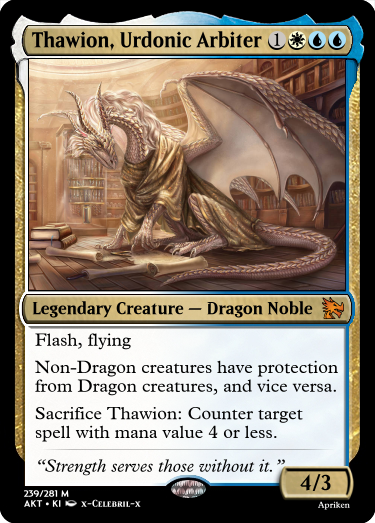 Thawion, Urdonic Arbiter 1
Legendary Creature — Dragon Noble
Flash, flying
Non-Dragon creatures have protection
from Dragon creatures, and vice versa.
Sacrifice Thawion: Counter target
spell with mana value 4 or less.
“Strength serves those without it.”
4/3
239/281 M
AKT • KI x-Celebril-x
Apriken